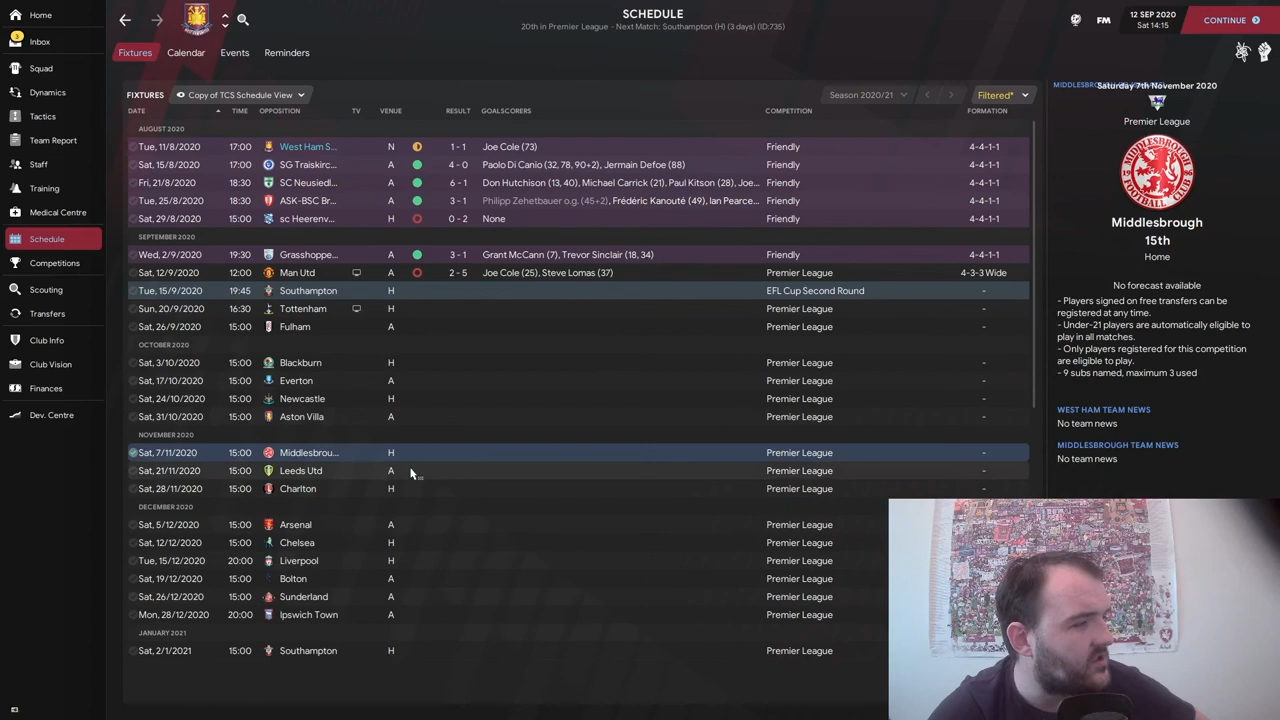 Home
3
Inbox
Squad
Dynamics
Tactics
Team Report
Staff
Training
Medical Centre
Schedule
Competitions
Scouting
Transfers
Club Info
Club Vision
Finances
Dev. Centre
SCHEDULE
20th in Premier League - Next Match: Southampton (H) (3 days) (ID:735)
FM
12 SEP 2020
Sat 14:15
CONTINUE
Fixtures Calendar Events Reminders
FIXTURES Copy of TCS Schedule View Season 2020/21 Filtered*
DATE TIME OPPOSITION TV VENUE RESULT GOALSCORERS COMPETITION FORMATION
AUGUST 2020
Tue, 11/8/2020 17:00 West Ham S... N 1 - 1 Joe Cole (73) Friendly 4-4-1-1
Sat, 15/8/2020 17:00 SG Traiskirc... A 4 - 0 Paolo Di Canio (32, 78, 90+2), Jermain Defoe (88) Friendly 4-4-1-1
Fri, 21/8/2020 18:30 SC Neusiedl... A 6 - 1 Don Hutchison (13, 40), Michael Carrick (21), Paul Kitson (28), Joe... Friendly 4-4-1-1
Tue, 25/8/2020 18:30 ASK-BSC Br... A 3 - 1 Philipp Zehetbauer o.g. (45+2), Frédéric Kanouté (49), Ian Pearce... Friendly 4-4-1-1
Sat, 29/8/2020 15:00 sc Heerenv... H 0 - 2 None Friendly 4-4-1-1
SEPTEMBER 2020
Wed, 2/9/2020 19:30 Grasshoppe... A 3 - 1 Grant McCann (7), Trevor Sinclair (18, 34) Friendly 4-4-1-1
Sat, 12/9/2020 12:00 Man Utd A 2 - 5 Joe Cole (25), Steve Lomas (37) Premier League 4-3-3 Wide
Tue, 15/9/2020 19:45 Southampton H EFL Cup Second Round -
Sun, 20/9/2020 16:30 Tottenham H Premier League -
Sat, 26/9/2020 15:00 Fulham A Premier League -
OCTOBER 2020
Sat, 3/10/2020 15:00 Blackburn H Premier League -
Sat, 17/10/2020 15:00 Everton A Premier League -
Sat, 24/10/2020 15:00 Newcastle H Premier League -
Sat, 31/10/2020 15:00 Aston Villa A Premier League -
NOVEMBER 2020
Sat, 7/11/2020 15:00 Middlesbrou... H Premier League -
Sat, 21/11/2020 15:00 Leeds Utd A Premier League -
Sat, 28/11/2020 15:00 Charlton H Premier League -
DECEMBER 2020
Sat, 5/12/2020 15:00 Arsenal A Premier League
Sat, 12/12/2020 15:00 Chelsea H Premier League
Tue, 15/12/2020 20:00 Liverpool H Premier League
Sat, 19/12/2020 15:00 Bolton A Premier League
Sat, 26/12/2020 15:00 Sunderland H Premier League
Mon, 28/12/2020 20:00 Ipswich Town A Premier League
JANUARY 2021
Sat, 2/1/2021 15:00 Southampton H Premier League
Saturday 7th November 2020
Premier League
MIDDLESBROUGH
FOOTBALL CLUB
Middlesbrough
15th
Home
No forecast available
- Players signed on free transfers can be
registered at any time.
- Under-21 players are automatically eligible to
play in all matches.
- Only players registered for this competition
are eligible to play.
- 9 subs named, maximum 3 used
WEST HAM TEAM NEWS
No team news
MIDDLESBROUGH TEAM NEWS
No team news